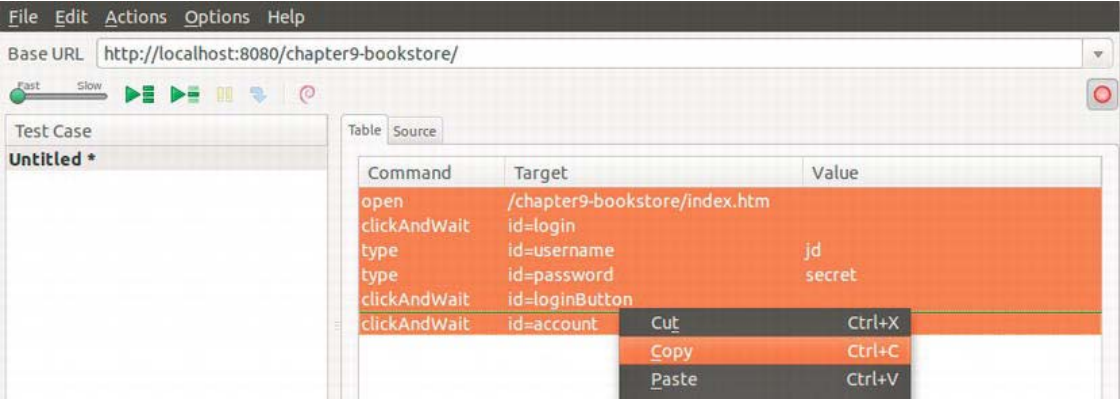 File Edit Actions Options Help
Base URL http://localhost:8080/chapter9-bookstore/
Fast Slow
Test Case
Table Source
Untitled *
Command Target Value
open /chapter9-bookstore/index.htm
clickAndWait id=login
type id=username jd
type id=password secret
clickAndWait id=loginButton
clickAndWait id=account
Cut Ctrl+X
Copy Ctrl+C
Paste Ctrl+V